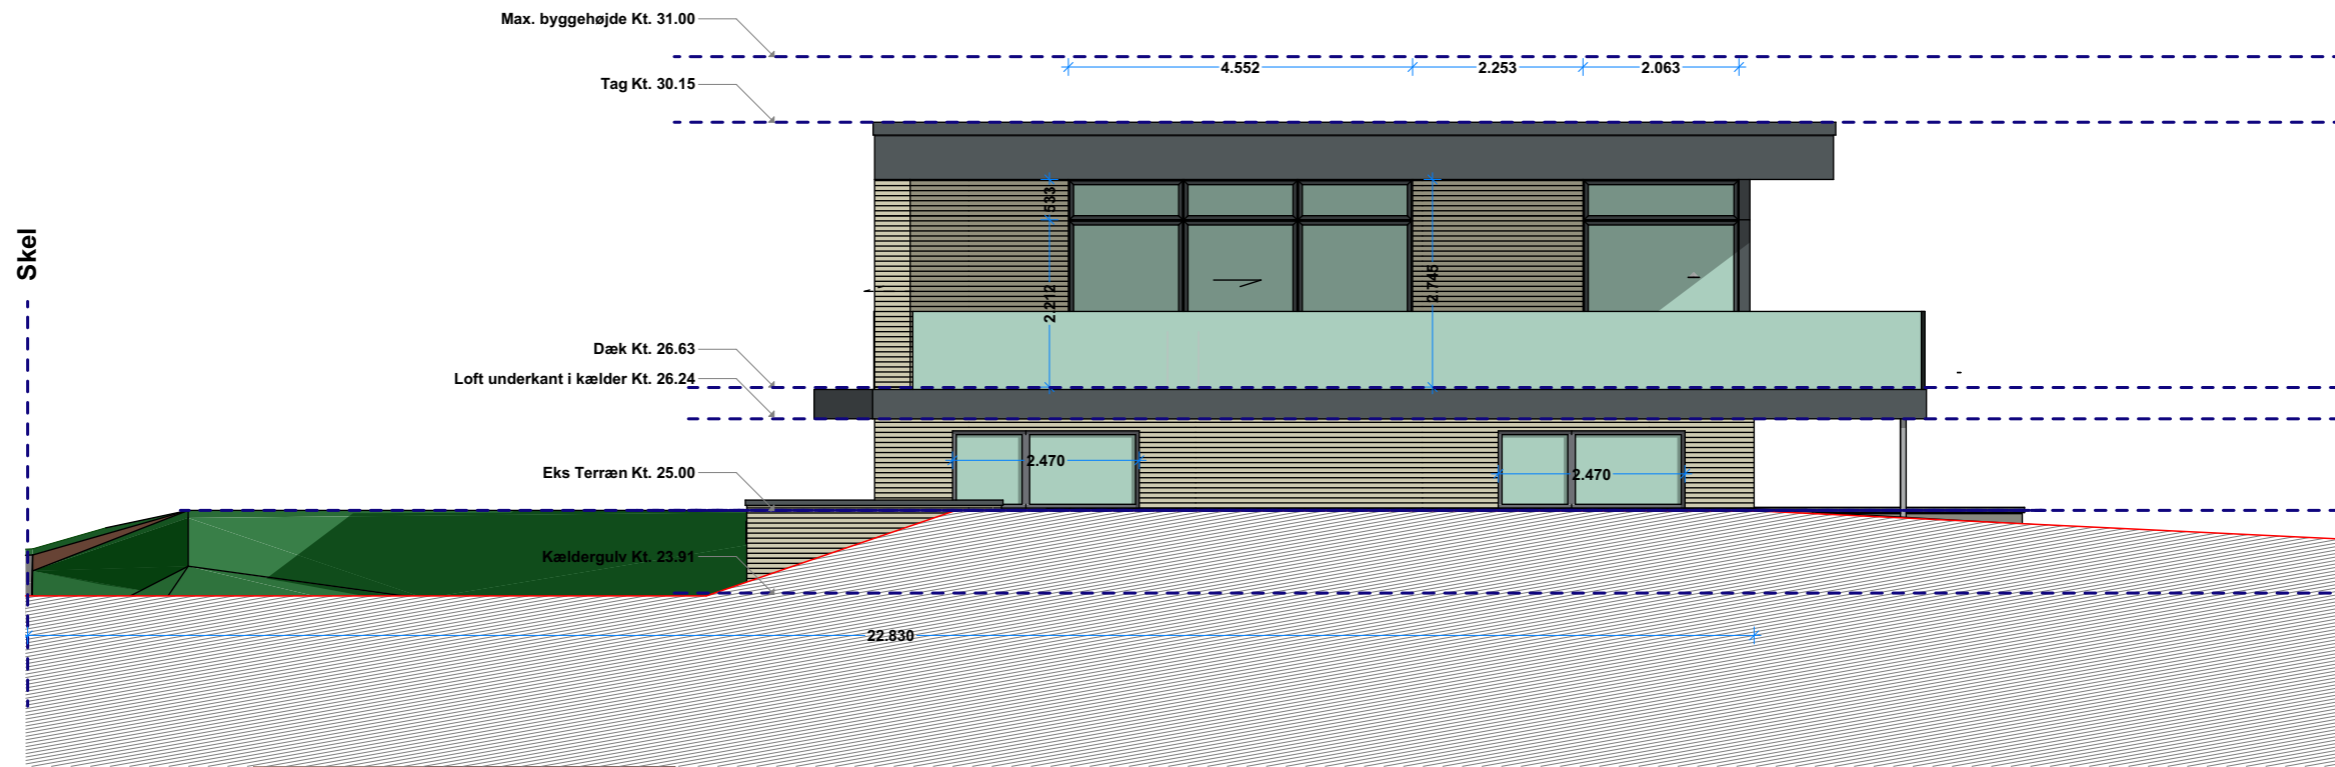 Max. byggehøjde Kt. 31.00
4.552
2.253
2.063
Tag Kt. 30.15
533
Skel
2.745
2.212
Dæk Kt. 26.63
Loft underkant i kælder Kt. 26.24
2.470
2.470
Eks Terræn Kt. 25.00
Kældergulv Kt. 23.91
22.830